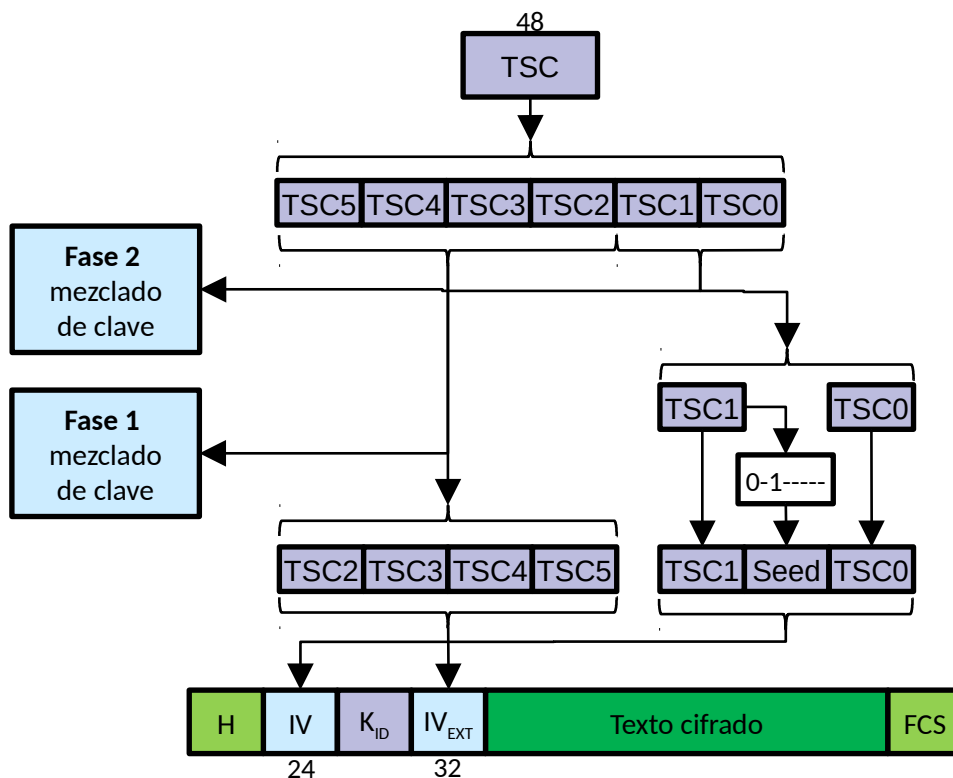 48
TSC
TSC5 TSC4 TSC3 TSC2 TSC1 TSC0
Fase 2
mezclado
de clave
Fase 1
mezclado
de clave
TSC1 TSC0
0-1-----
TSC2 TSC3 TSC4 TSC5
TSC1 Seed TSC0
H IV KID IVEXT Texto cifrado FCS
24 32